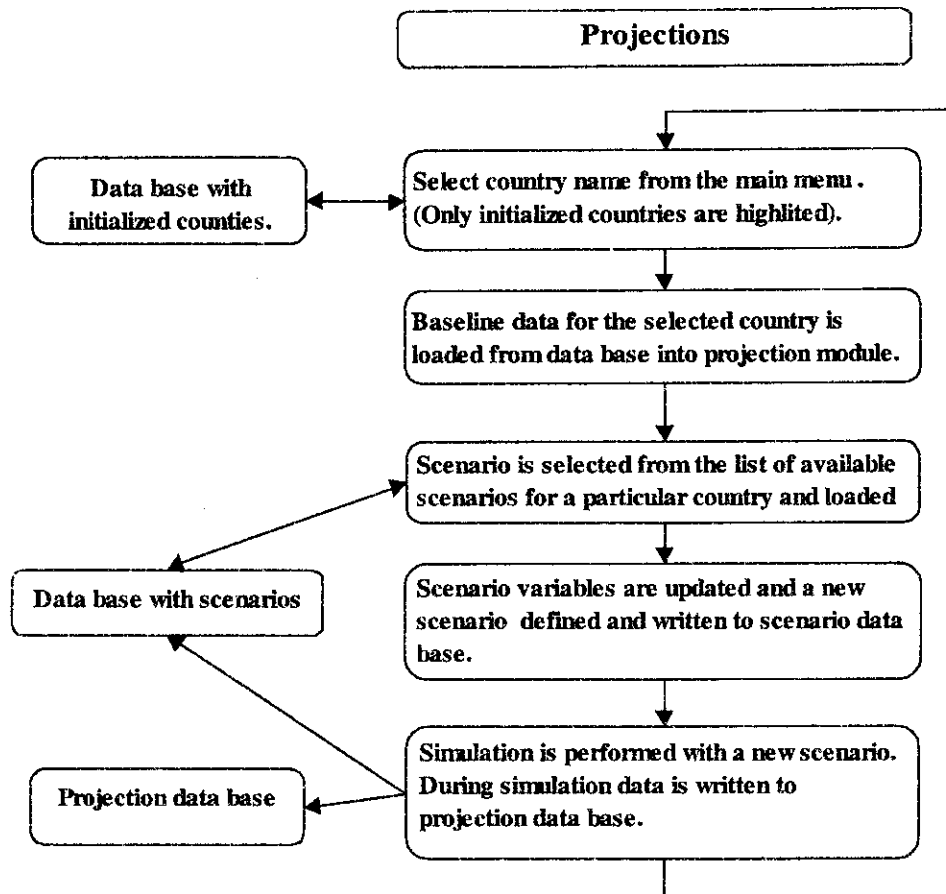 Projections
Data base with
initialized counties.
Select country name from the main menu .
(Only initialized countries are highlited).
Baseline data for the selected country is
loaded from data base into projection module.
Scenario is selected from the list of available
scenarios for a particular country and loaded
Data base with scenarios
Scenario variables are updated and a new
scenario defined and written to scenario data
base.
Simulation is performed with a new scenario.
During simulation data is written to
projection data base.
Projection data base